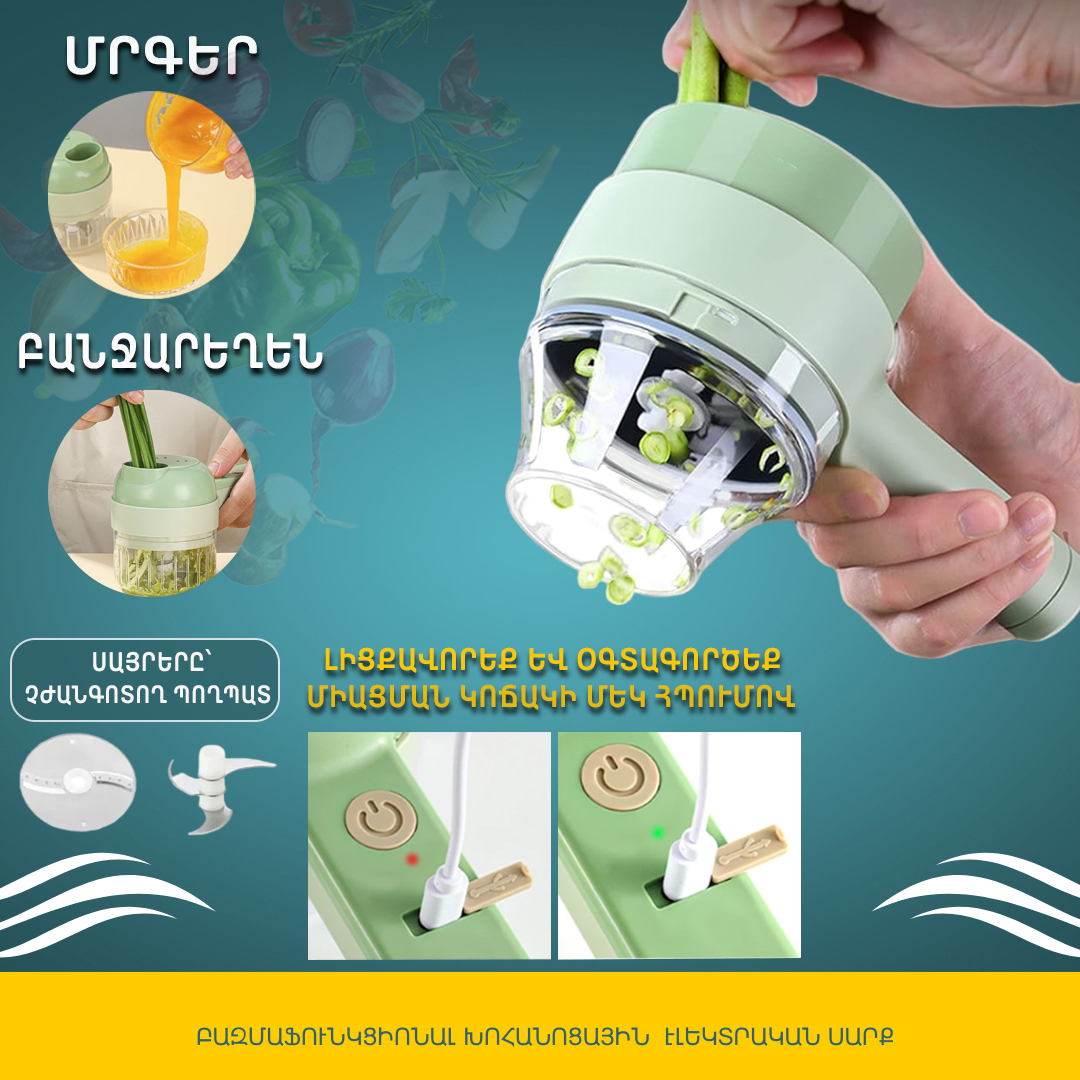 ՄՐԳԵՐ
ԲԱՆՋԱՐԵՂԵՆ
ՍԱՅՐԵՐԸ՝
ՉԺԱՆԳՈՏՈՂ ՊՈՂՊԱՏ
ԼԻՑՔԱՎՈՐԵՔ ԵՎ ՕԳՏԱԳՈՐԾԵՔ
ՄԻԱՑՄԱՆ ԿՈՃԱԿԻ ՄԵԿ ՀՊՈՒՄՈՎ
ԲԱԶՄԱՖՈՒՆԿՑԻՈՆԱԼ ԽՈՀԱՆՈՑԱՅԻՆ ԷԼԵԿՏՐԱԿԱՆ ՍԱՐՔ